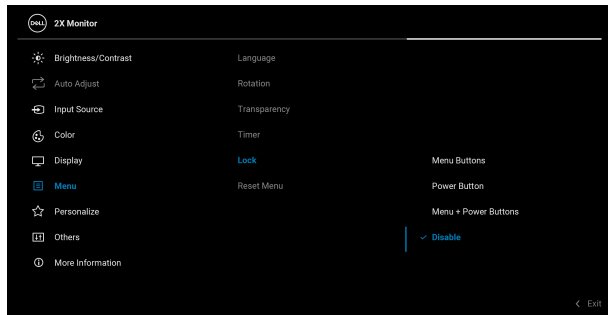 DELL 2X Monitor
Brightness/Contrast Language
Auto Adjust Rotation
Input Source Transparency
Color Timer
Display Lock Menu Buttons
Menu Reset Menu Power Button
Personalize Menu + Power Buttons
Others Disable
More Information
Exit